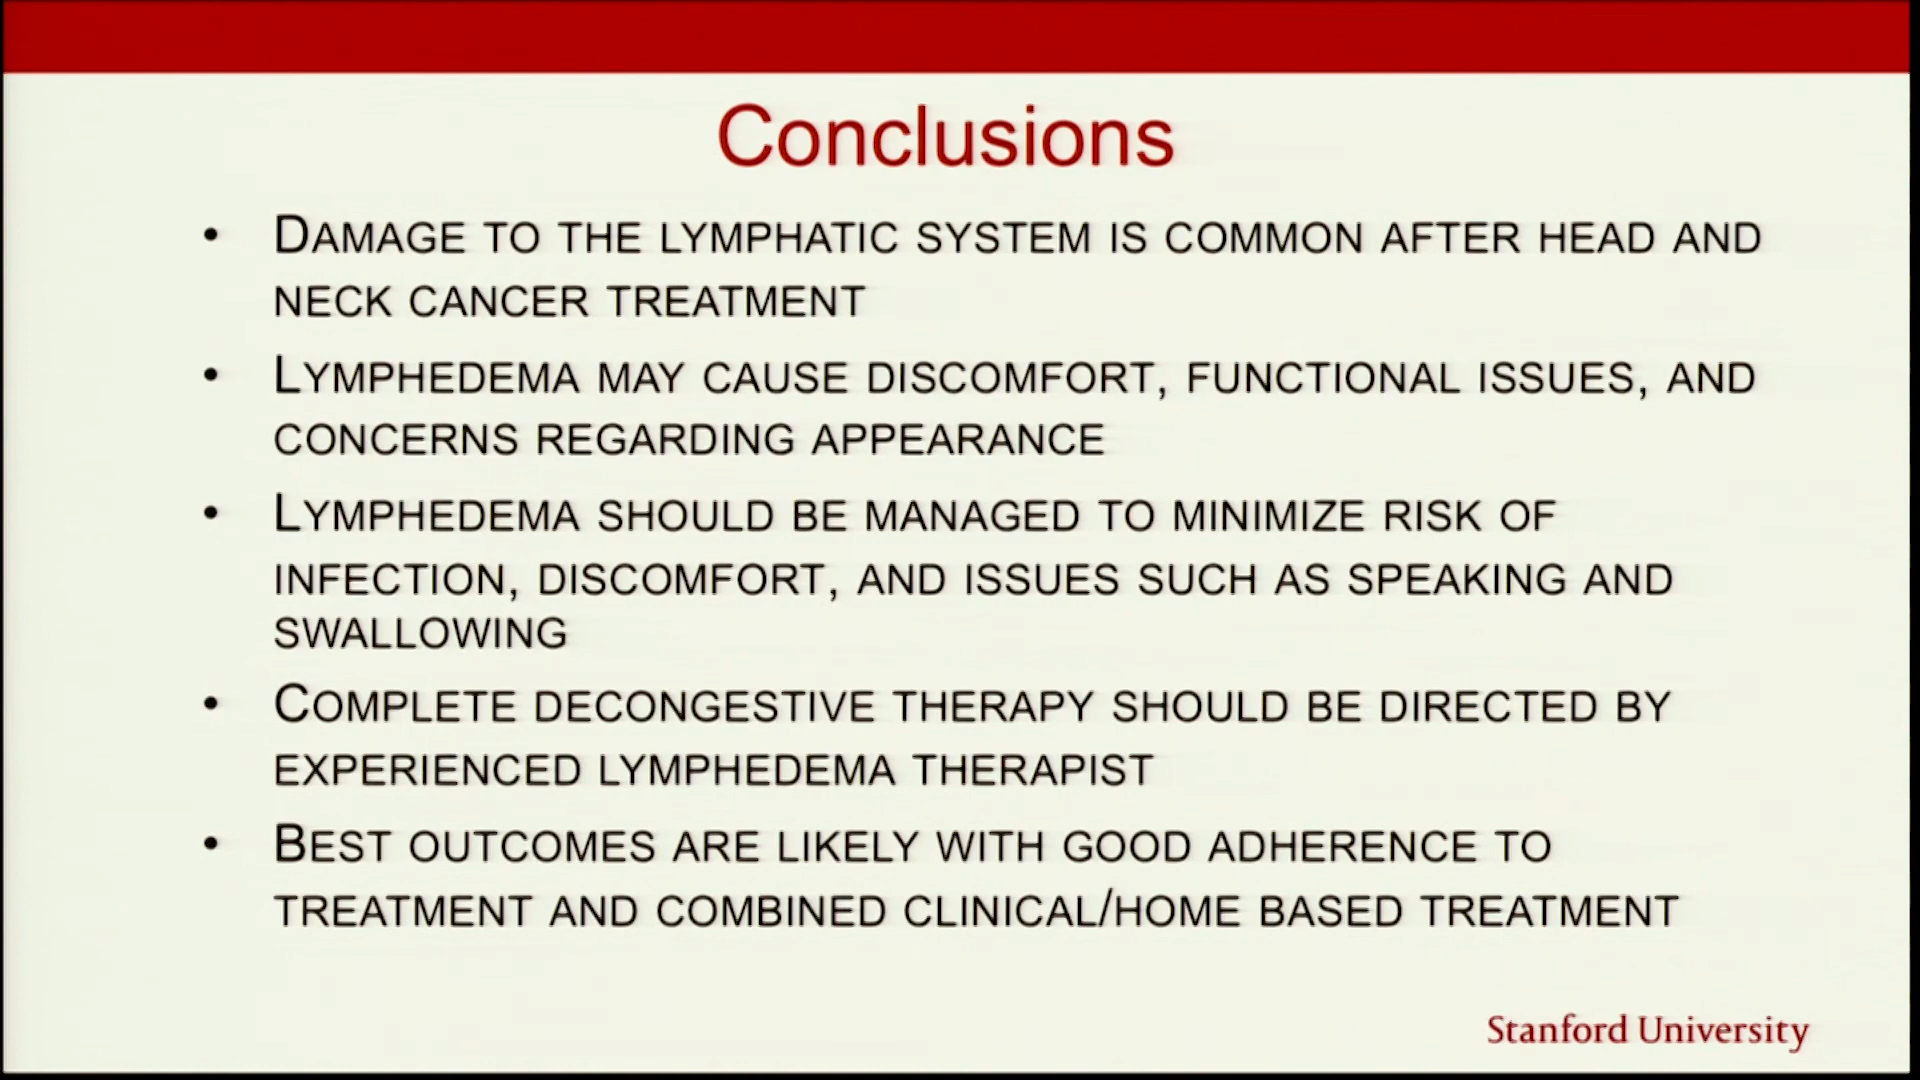 Conclusions
• Damage to the lymphatic system is common after head and
neck cancer treatment
• Lymphedema may cause discomfort, functional issues, and
concerns regarding appearance
• Lymphedema should be managed to minimize risk of
infection, discomfort, and issues such as speaking and
swallowing
• Complete decongestive therapy should be directed by
experienced lymphedema therapist
• Best outcomes are likely with good adherence to
treatment and combined clinical/home based treatment
Stanford University